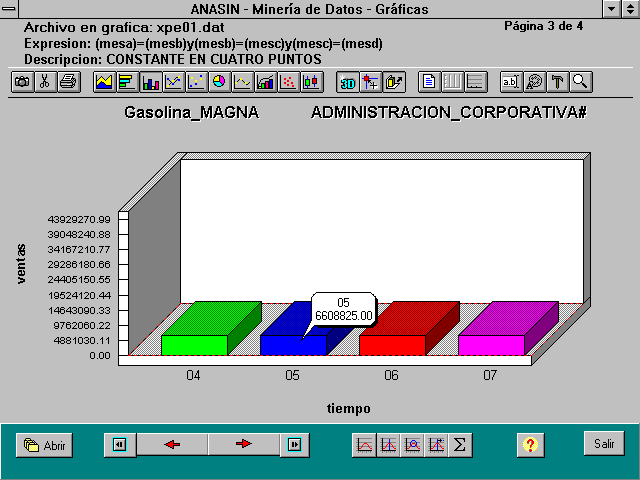 ANASIN - Minería de Datos - Gráficas
Archivo en grafica: xpe01.dat
Página 3 de 4
Expresion: (mesa)=(mesb)y(mesb)=(mesc)y(mesc)=(mesd)
Descripcion: CONSTANTE EN CUATRO PUNTOS
3D
a.b
Gasolina_MAGNA
ADMINISTRACION_CORPORATIVA#
ventas
43929270.99
39048240.88
34167210.77
29286180.66
24405150.55
19524120.44
14643090.33
9762060.22
4881030.11
0.00
05
6608825.00
04
05
06
07
tiempo
Abrir
Σ
?
Salir